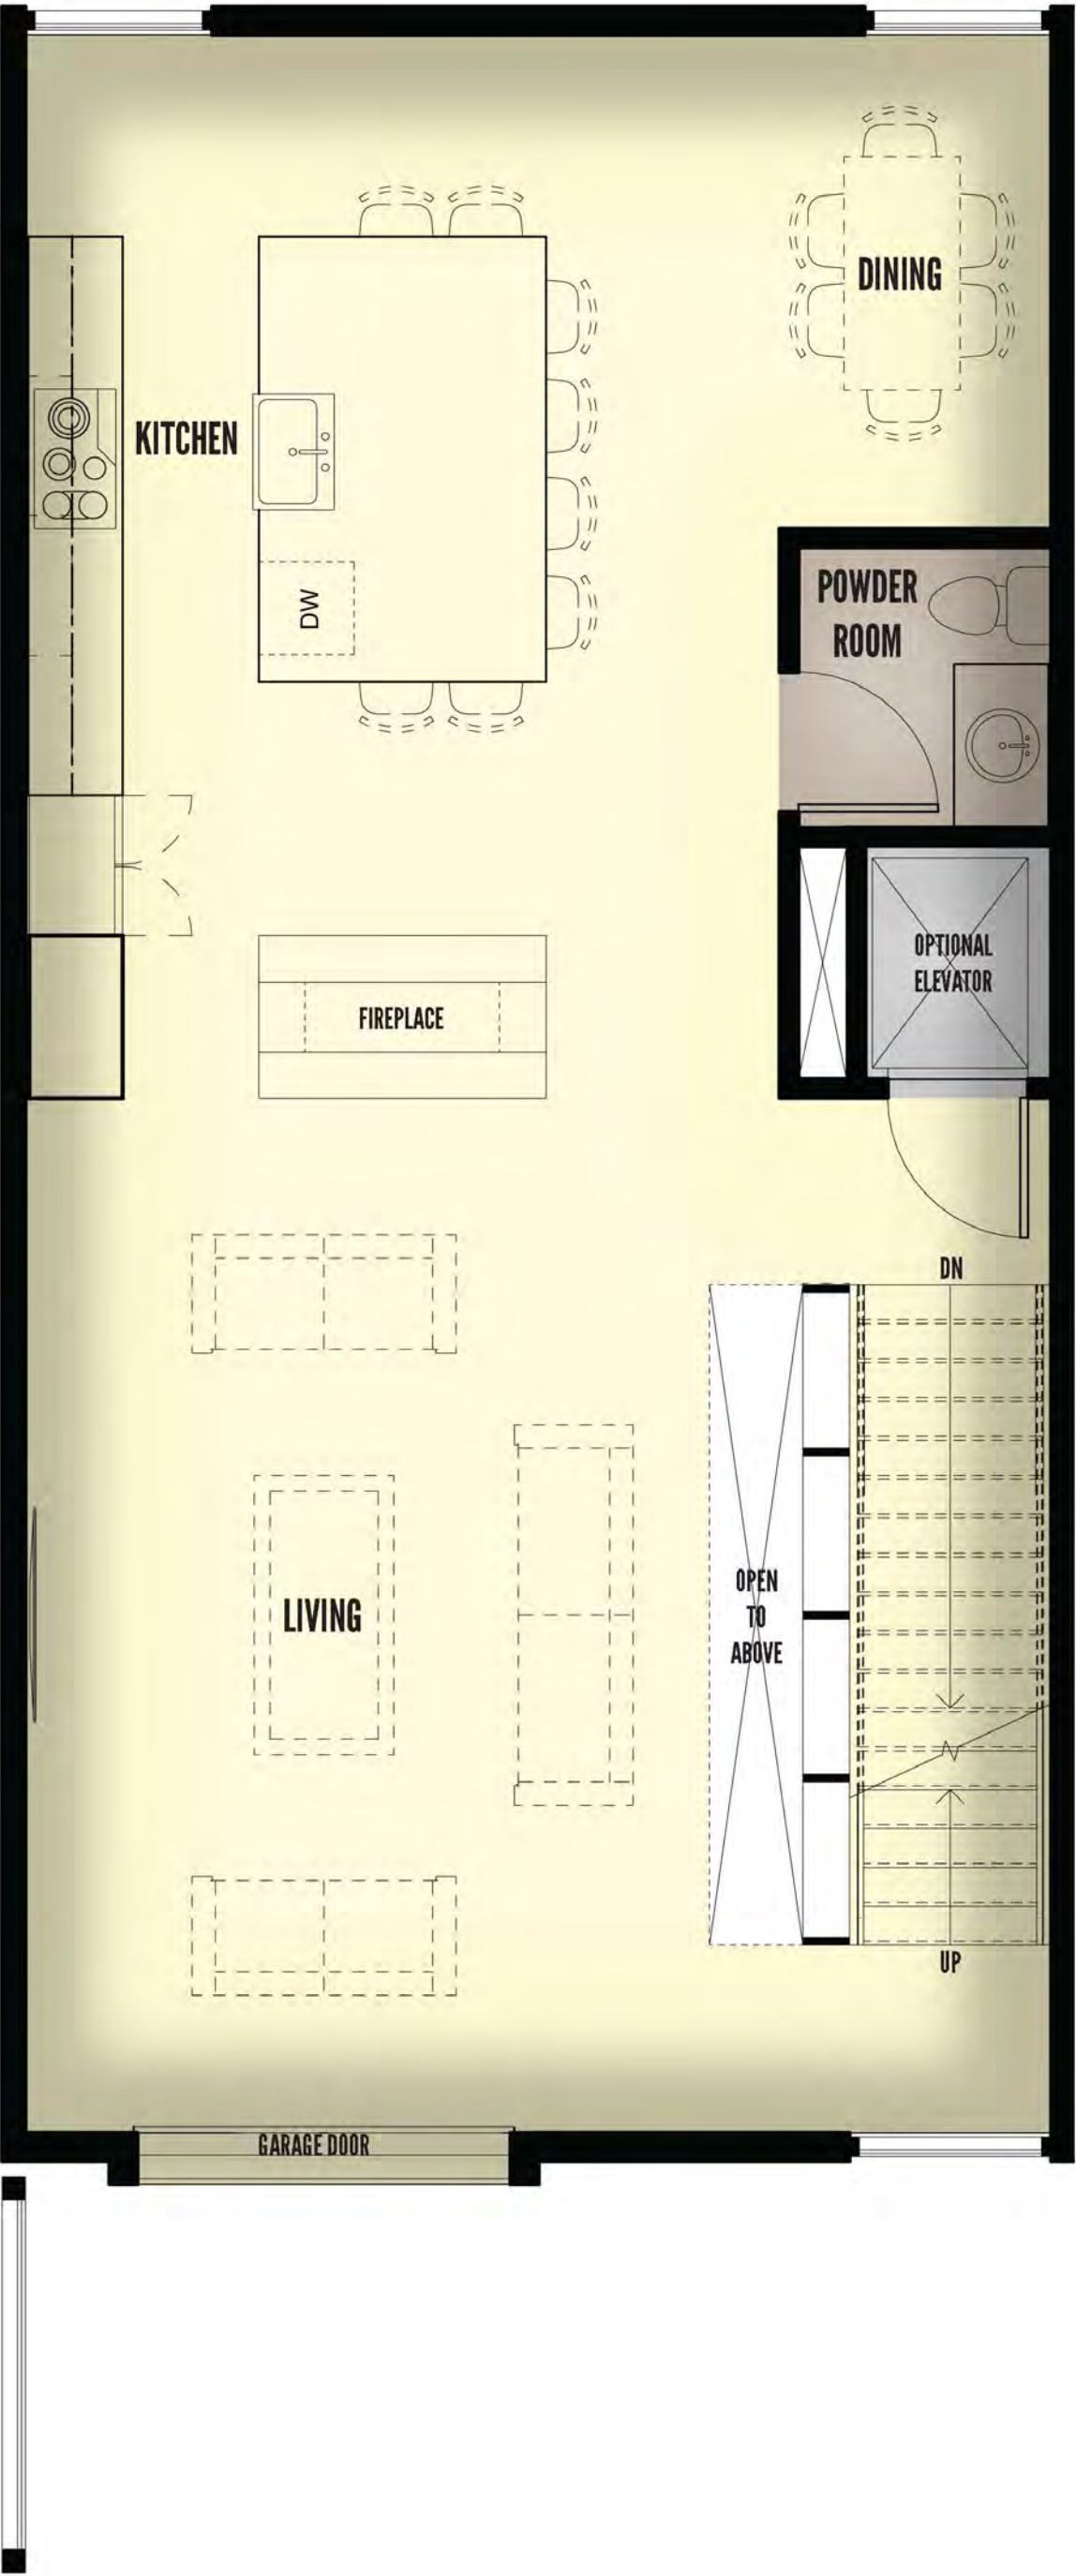 DINING
KITCHEN
DW
POWDER
ROOM
OPTIONAL
ELEVATOR
FIREPLACE
DN
OPEN
TO
ABOVE
LIVING
UP
GARAGE DOOR